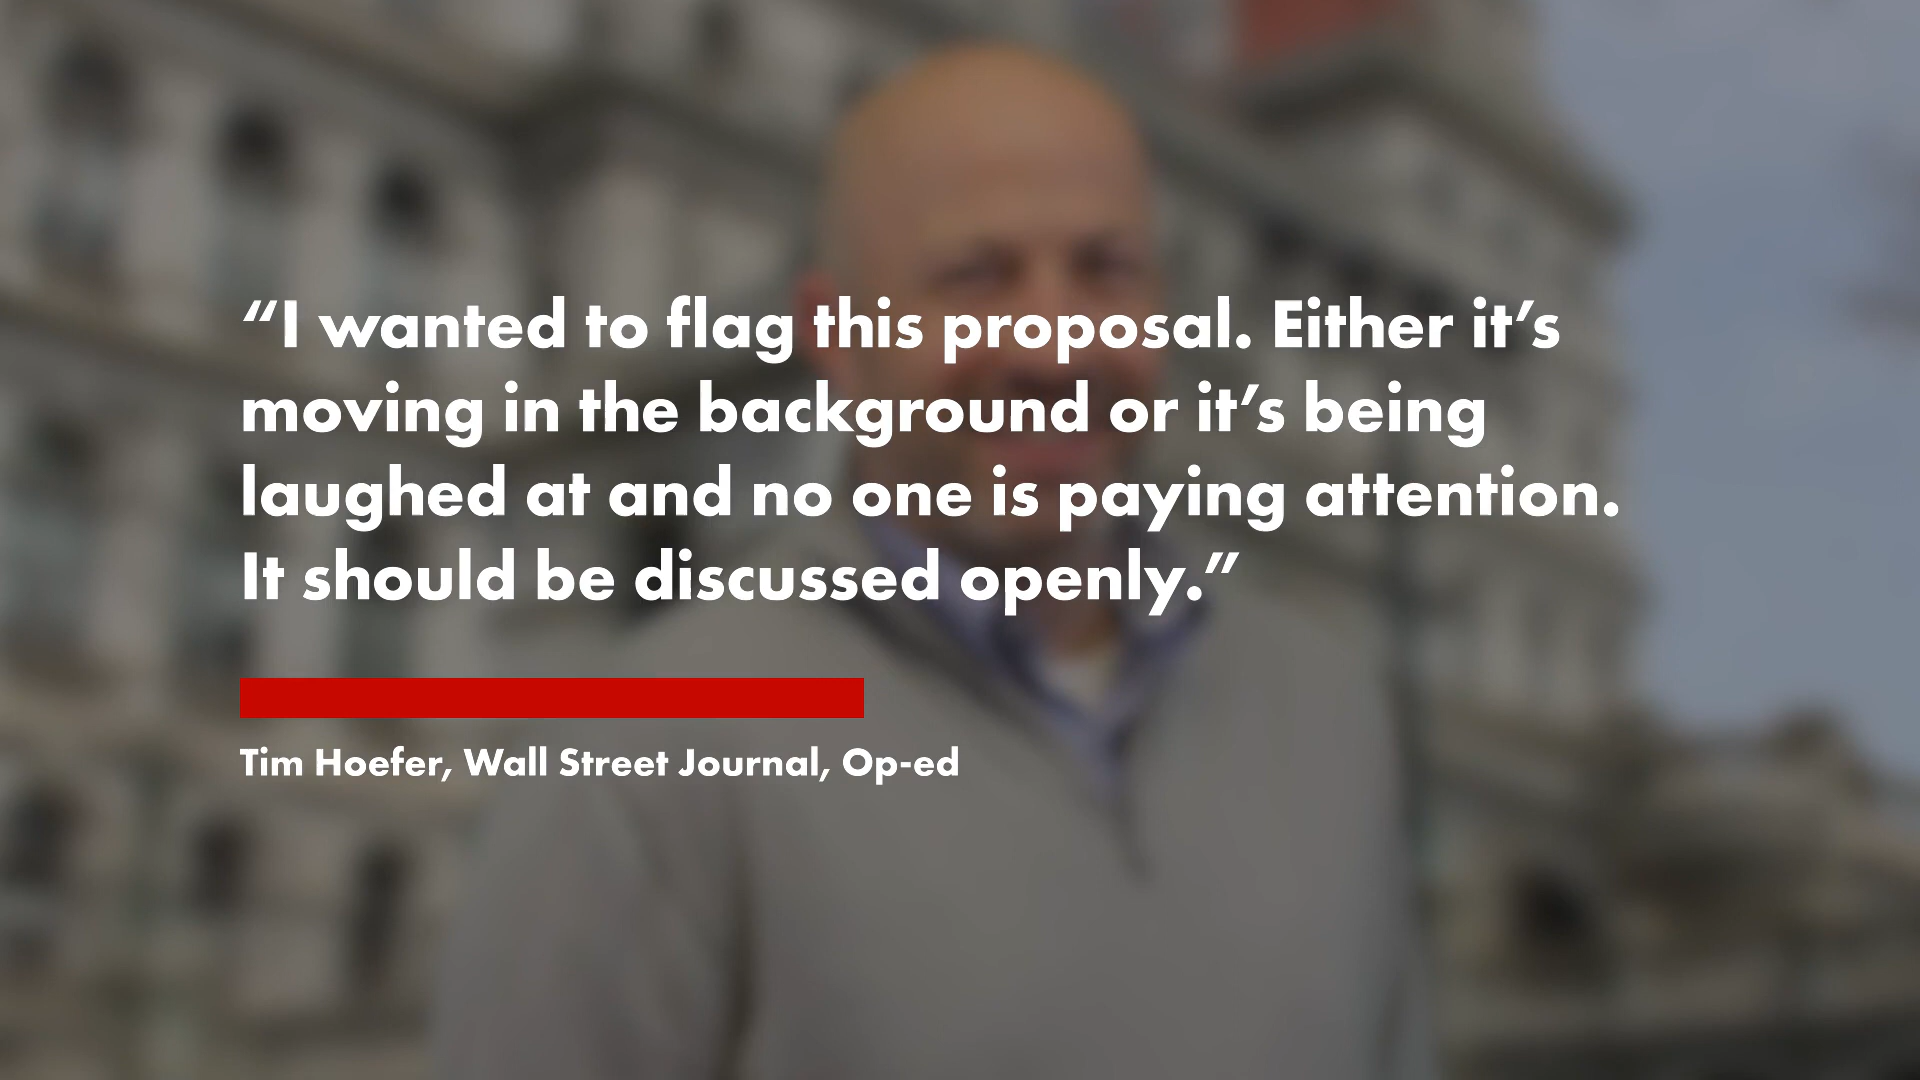 “I wanted to flag this proposal. Either it’s
moving in the background or it’s being
laughed at and no one is paying attention.
It should be discussed openly.”
Tim Hoefer, Wall Street Journal, Op-ed